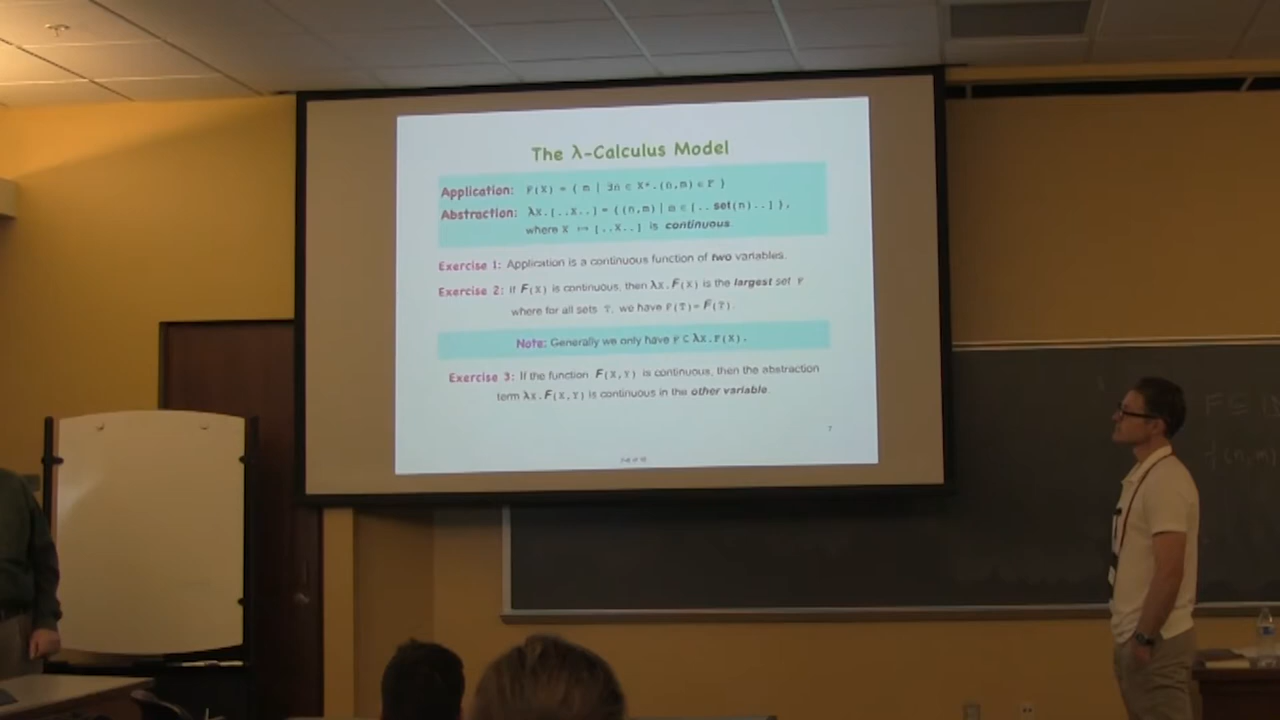 The λ-Calculus Model
Application: F(X) = { m | ∃n ∈ X*.(n,m) ∈ F }
Abstraction: λX.[..X..] = {(n,m) | m ∈ [..set(n)..] },
where X ↦ [..X..] is continuous.
Exercise 1: Application is a continuous function of two variables.
Exercise 2: If F(X) is continuous, then λX.F(X) is the largest set F
where for all sets T, we have F(T) = F(T).
Note: Generally we only have F ⊆ λX.F(X).
Exercise 3: If the function F(X,Y) is continuous, then the abstraction
term λX.F(X,Y) is continuous in the other variable.
7
F ⊆
(n,m)